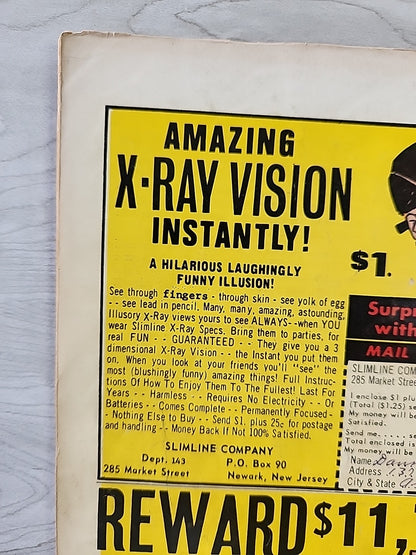 AMAZING
X-RAY VISION
INSTANTLY!
A HILARIOUS LAUGHINGLY
FUNNY ILLUSION!
See through fingers - through skin - see yolk of egg
-- see lead in pencil. Many, many, amazing, astounding,
Illusory X-Ray views yours to see ALWAYS--when YOU
wear Slimline X-Ray Specs. Bring them to parties, for
real FUN -- GUARANTEED -- They give you a 3
dimensional X-Ray Vision -- the Instant you put them
on. When you look at your friends you'll "see" the
most (blushingly funny) amazing things! Full Instruc-
tions Of How To Enjoy Them To The Fullest! Last For
Years -- Harmless -- Requires No Electricity -- Or
Batteries -- Comes Complete -- Permanently Focused-
- Nothing Else to Buy - Send $1. plus 25c for postage
and handling -- Money Back If Not 100% Satisfied.
SLIMLINE COMPANY
Dept. 143 P.O. Box 90
285 Market Street Newark, New Jersey
$1.
Surp
with
MAIL
SLIMLINE COM
285 Market Street
I enclose $1 plus
(Total $1.25)
My money will be
Satisfied.
Send me
Total enclosed is
My money will be
Name
City & State
REWARD $11,